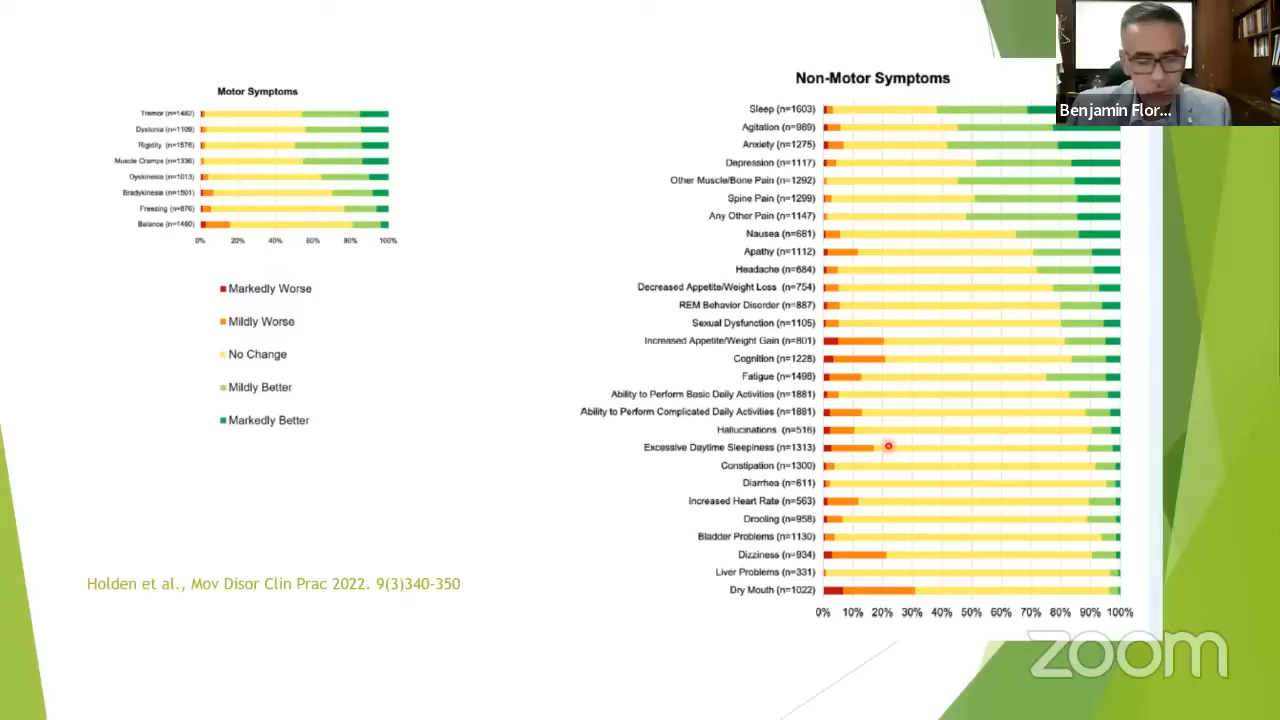 Motor Symptoms
Tremor (n=1482)
Dystonia (n=1109)
Rigidity (n=1576)
Muscle Cramps (n=1336)
Dyskinesia (n=1013)
Bradykinesia (n=1501)
Freezing (n=876)
Balance (n=1460)
0% 20% 40% 60% 80% 100%
Markedly Worse
Mildly Worse
No Change
Mildly Better
Markedly Better
Holden et al., Mov Disor Clin Prac 2022. 9(3)340-350
Non-Motor Symptoms
Sleep (n=1603)
Agitation (n=989)
Anxiety (n=1275)
Depression (n=1117)
Other Muscle/Bone Pain (n=1292)
Spine Pain (n=1299)
Any Other Pain (n=1147)
Nausea (n=681)
Apathy (n=1112)
Headache (n=684)
Decreased Appetite/Weight Loss (n=754)
REM Behavior Disorder (n=887)
Sexual Dysfunction (n=1105)
Increased Appetite/Weight Gain (n=801)
Cognition (n=1228)
Fatigue (n=1498)
Ability to Perform Basic Daily Activities (n=1881)
Ability to Perform Complicated Daily Activities (n=1881)
Hallucinations (n=516)
Excessive Daytime Sleepiness (n=1313)
Constipation (n=1300)
Diarrhea (n=611)
Increased Heart Rate (n=563)
Drooling (n=958)
Bladder Problems (n=1130)
Dizziness (n=934)
Liver Problems (n=331)
Dry Mouth (n=1022)
0% 10% 20% 30% 40% 50% 60% 70% 80% 90% 100%
Benjamin Flor...
zoom